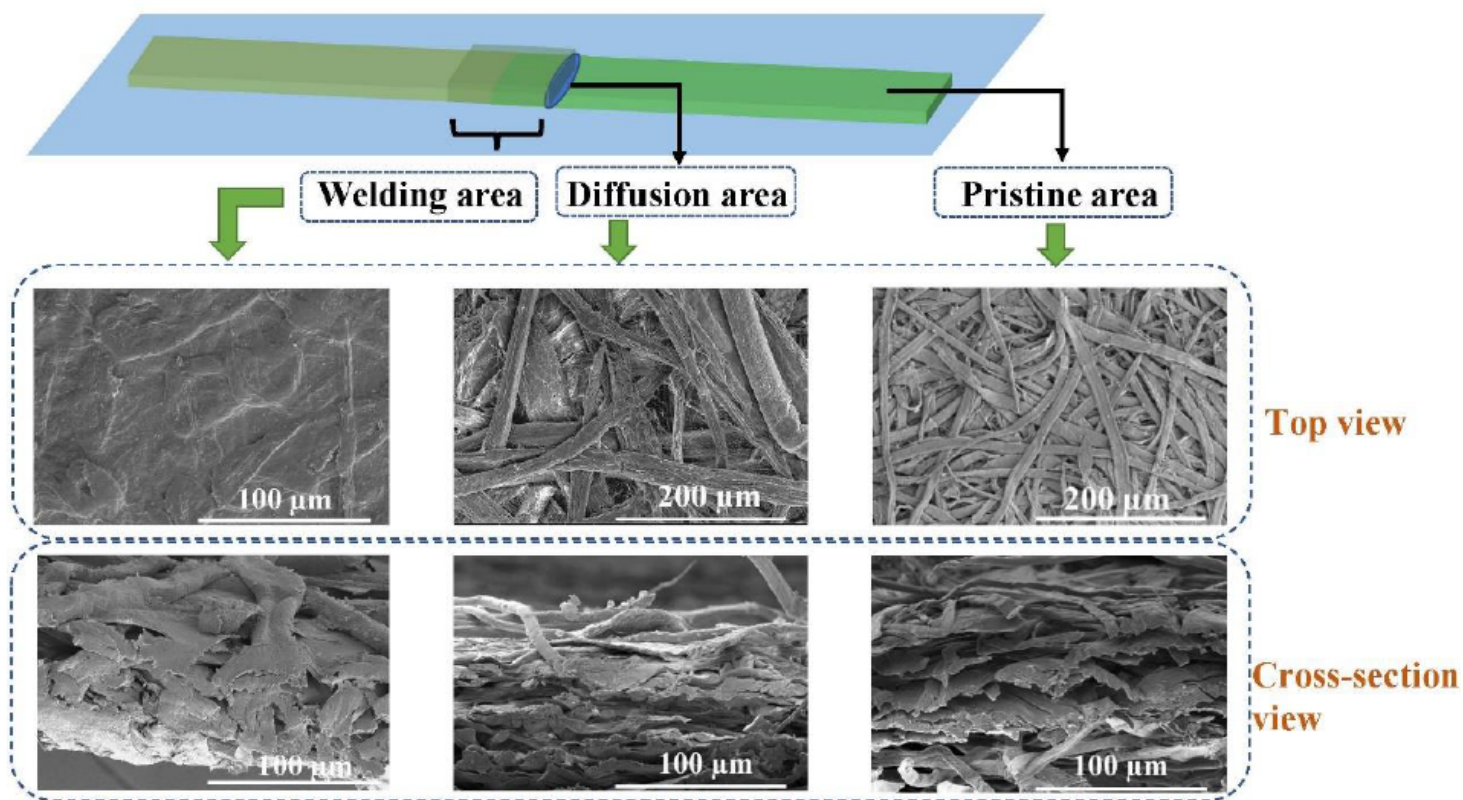 Welding area
Diffusion area
Pristine area
100 µm
200 µm
200 µm
Top view
100 µm
100 µm
100 µm
Cross-section
view